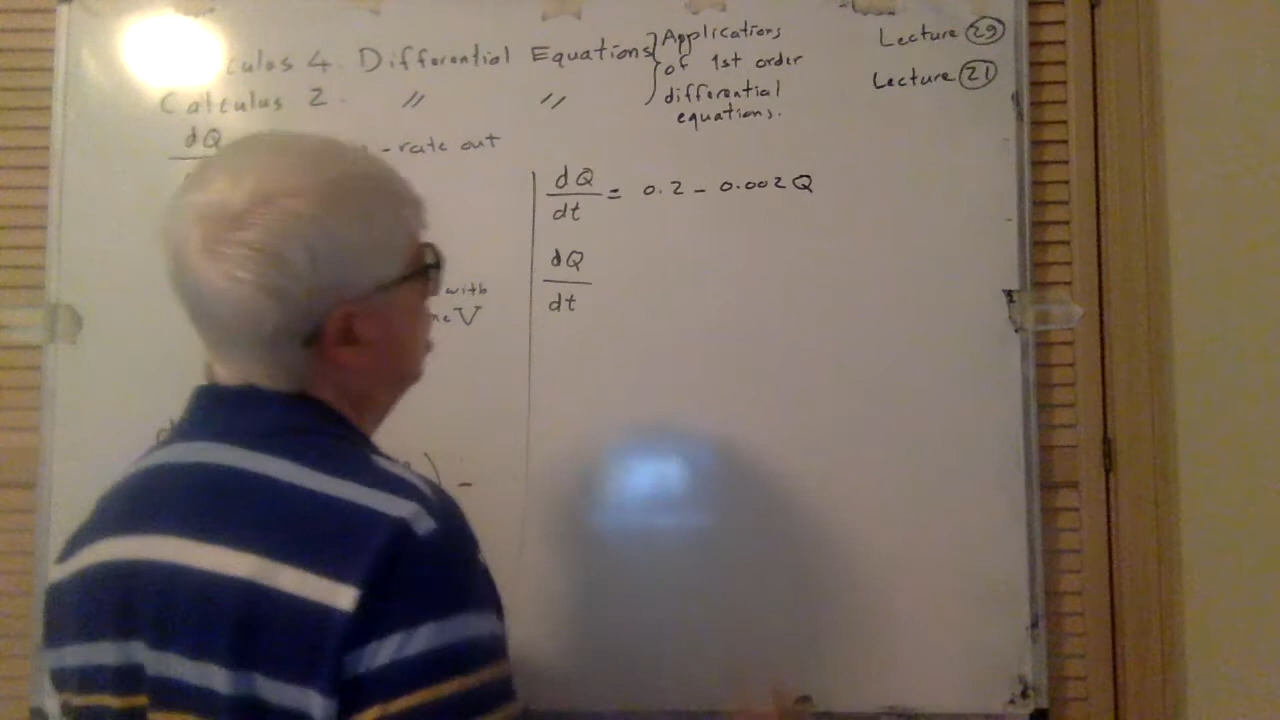 culus 4. Differential Equations } Applications of 1st order differential equations.
Lecture 29
Calculus 2. " "
Lecture 21
dQ
- rate out
with
V
) -
dQ/dt = 0.2 - 0.002 Q
dQ/dt